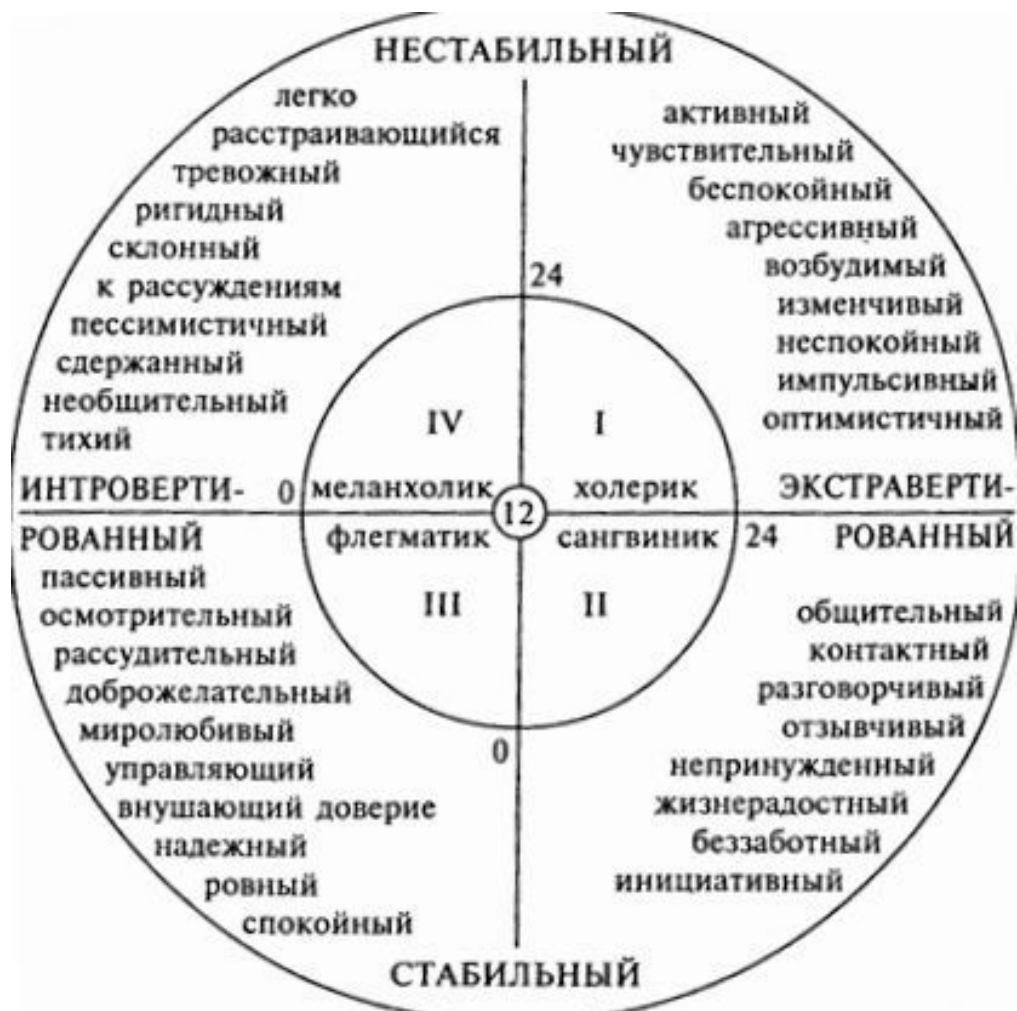 НЕСТАБИЛЬНЫЙ
легко
расстраивающийся
тревожный
ригидный
склонный
к рассуждениям
пессимистичный
сдержанный
необщительный
тихий
активный
чувствительный
беспокойный
агрессивный
возбудимый
изменчивый
неспокойный
импульсивный
оптимистичный
24
IV
I
ИНТРОВЕРТИ-
0
меланхолик
холерик
ЭКСТРАВЕРТИ-
12
РОВАННЫЙ
флегматик
сангвиник
24
РОВАННЫЙ
III
II
пассивный
осмотрительный
рассудительный
доброжелательный
миролюбивый
управляющий
внушающий доверие
надежный
ровный
спокойный
общительный
контактный
разговорчивый
отзывчивый
непринужденный
жизнерадостный
беззаботный
инициативный
0
СТАБИЛЬНЫЙ